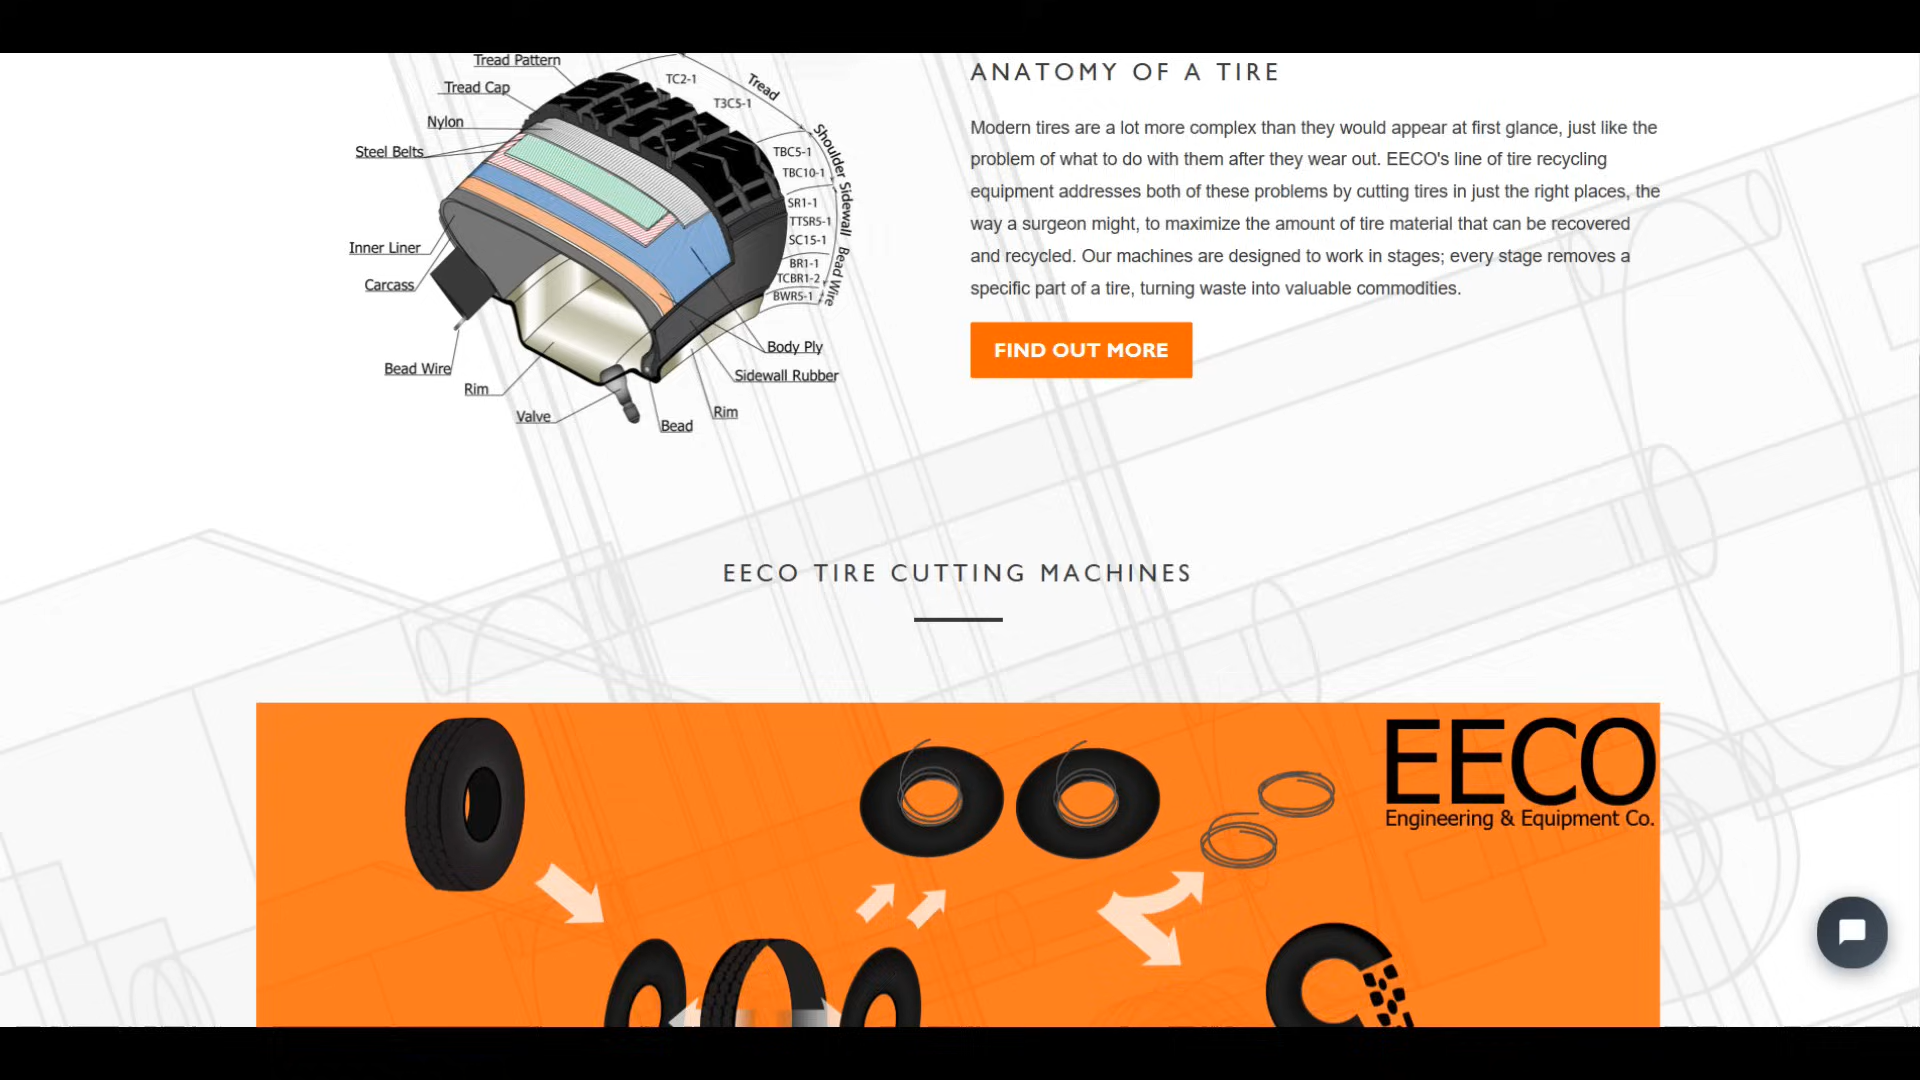 Tread Pattern
Tread Cap
Nylon
Steel Belts
Inner Liner
Carcass
Bead Wire
Rim
Valve
Bead
Rim
Sidewall Rubber
Body Ply
TC2-1
Tread
T3C5-1
Shoulder
TBC5-1
TBC10-1
Sidewall
SR1-1
TTSR5-1
SC15-1
Bead Wire
BR1-1
TCBR1-2
BWR5-1
ANATOMY OF A TIRE
Modern tires are a lot more complex than they would appear at first glance, just like the
problem of what to do with them after they wear out. EECO's line of tire recycling
equipment addresses both of these problems by cutting tires in just the right places, the
way a surgeon might, to maximize the amount of tire material that can be recovered
and recycled. Our machines are designed to work in stages; every stage removes a
specific part of a tire, turning waste into valuable commodities.
FIND OUT MORE
EECO TIRE CUTTING MACHINES
EECO
Engineering & Equipment Co.